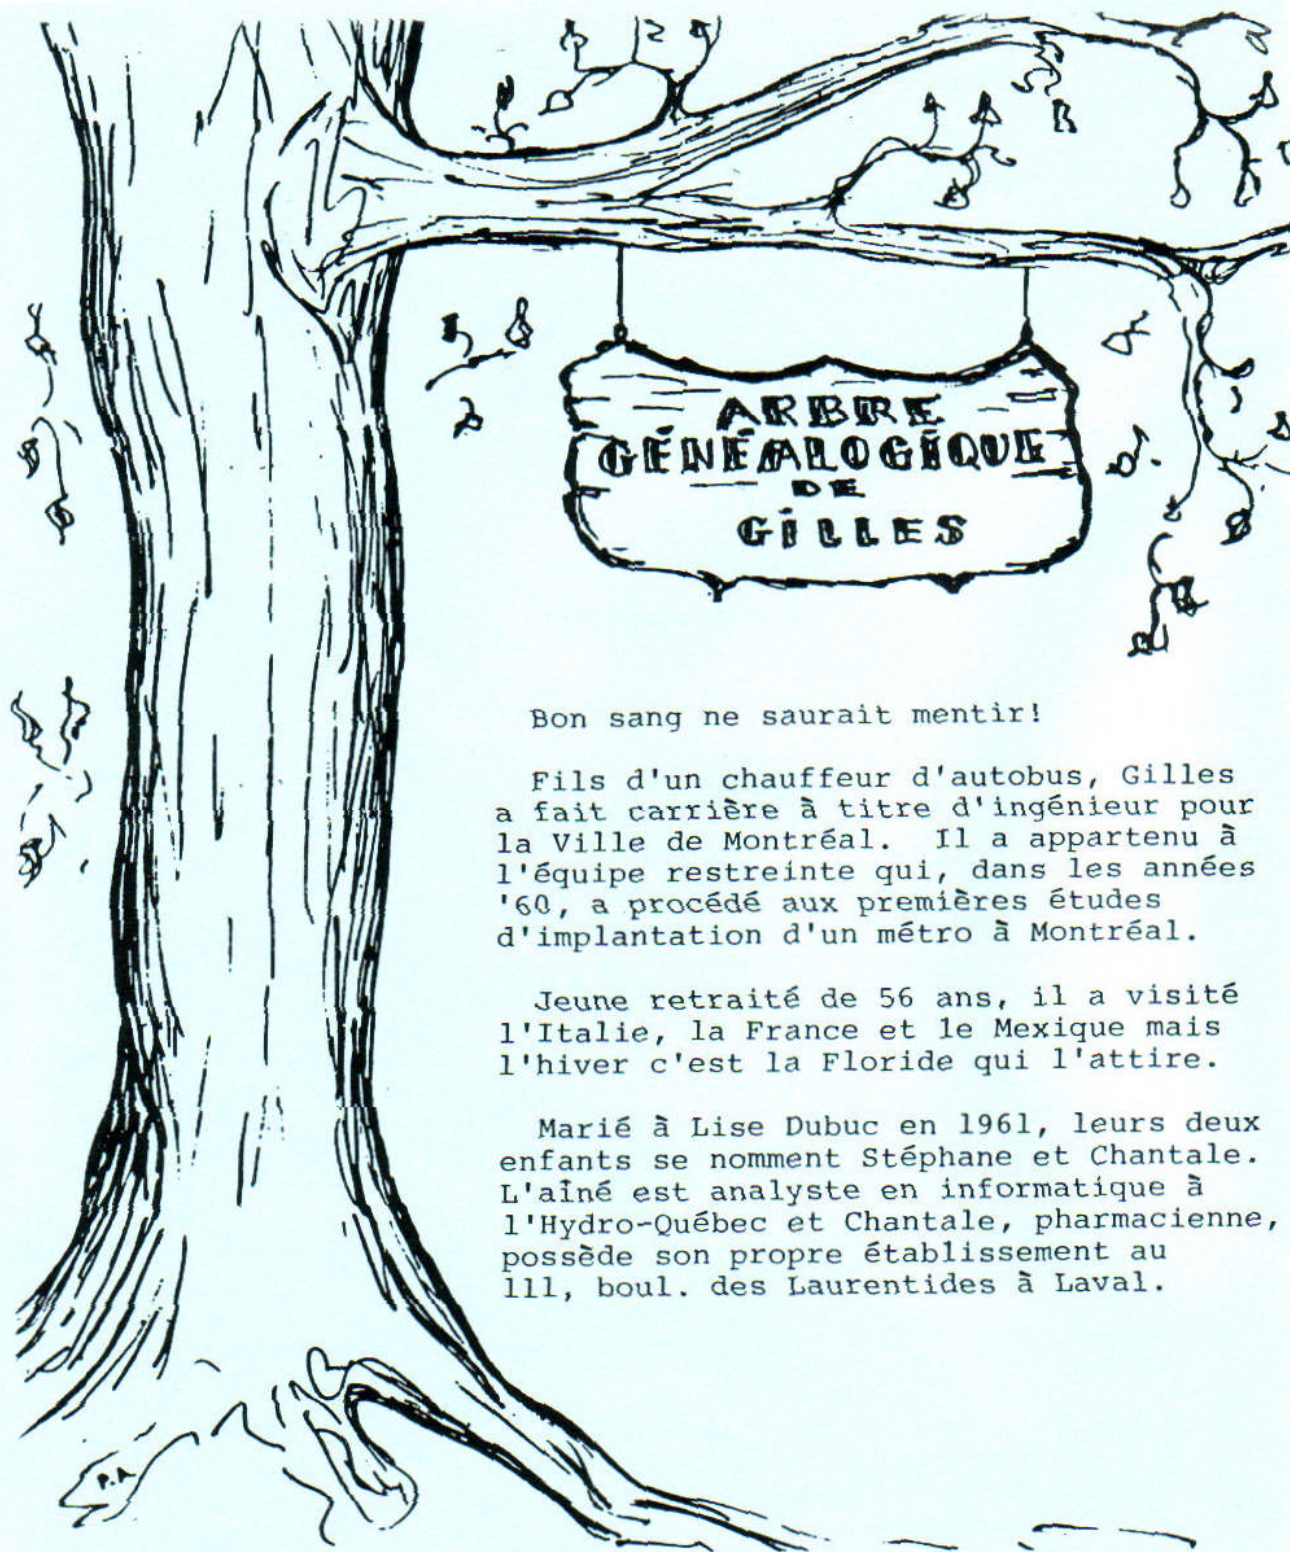 ARBRE
GÉNÉALOGIQUE
DE
GILLES
Bon sang ne saurait mentir!
Fils d'un chauffeur d'autobus, Gilles
a fait carrière à titre d'ingénieur pour
la Ville de Montréal. Il a appartenu à
l'équipe restreinte qui, dans les années
'60, a procédé aux premières études
d'implantation d'un métro à Montréal.
Jeune retraité de 56 ans, il a visité
l'Italie, la France et le Mexique mais
l'hiver c'est la Floride qui l'attire.
Marié à Lise Dubuc en 1961, leurs deux
enfants se nomment Stéphane et Chantale.
L'aîné est analyste en informatique à
l'Hydro-Québec et Chantale, pharmacienne,
possède son propre établissement au
111, boul. des Laurentides à Laval.
P.A.